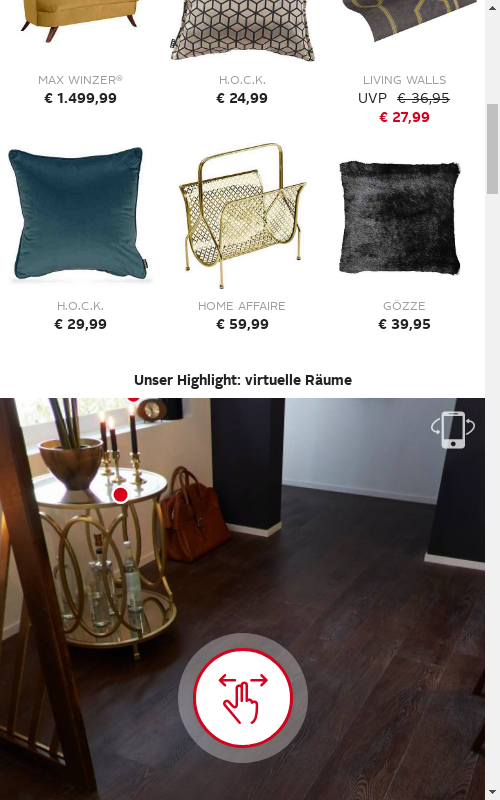 MAX WINZER®
€ 1.499,99
H.O.C.K.
€ 24,99
LIVING WALLS
UVP € 36,95
€ 27,99
H.O.C.K.
€ 29,99
HOME AFFAIRE
€ 59,99
GÖZZE
€ 39,95
Unser Highlight: virtuelle Räume